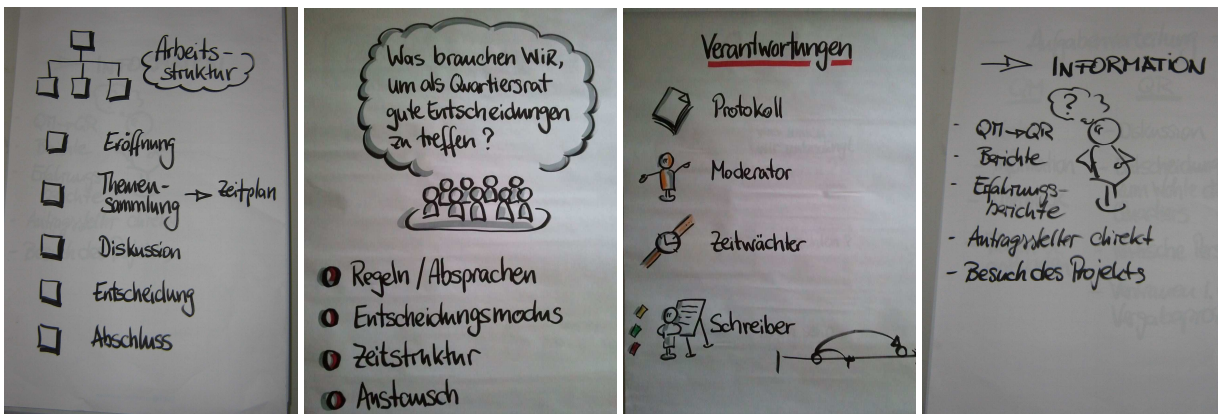 Arbeits-
struktur
Eröffnung
Themen-
sammlung → Zeitplan
Diskussion
Entscheidung
Abschluss
Was brauchen WIR,
um als Quartiersrat
gute Entscheidungen
zu treffen?
Regeln / Absprachen
Entscheidungsmodus
Zeitstruktur
Austausch
Verantwortungen
Protokoll
Moderator
Zeitwächter
Schreiber
→ INFORMATION
?
- QM → QR
- Berichte
- Erfahrungs-
berichte
- Antragssteller direkt
- Besuch des Projekts